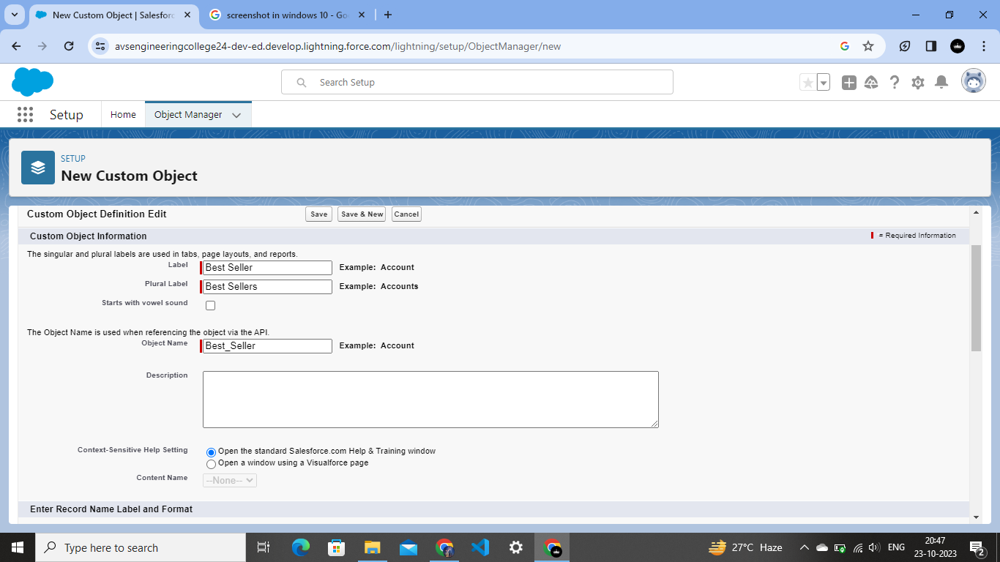 New Custom Object | Salesforc
screenshot in windows 10 - Goo
avsengineeringcollege24-dev-ed.develop.lightning.force.com/lightning/setup/ObjectManager/new
Search Setup
Setup
Home
Object Manager
SETUP
New Custom Object
Custom Object Definition Edit
Save
Save & New
Cancel
Custom Object Information
= Required Information
The singular and plural labels are used in tabs, page layouts, and reports.
Label
Best Seller
Example: Account
Plural Label
Best Sellers
Example: Accounts
Starts with vowel sound
The Object Name is used when referencing the object via the API.
Object Name
Best_Seller
Example: Account
Description
Context-Sensitive Help Setting
Open the standard Salesforce.com Help & Training window
Open a window using a Visualforce page
Content Name
--None--
Enter Record Name Label and Format
Type here to search
27°C Haze
ENG
20:47
23-10-2023
2